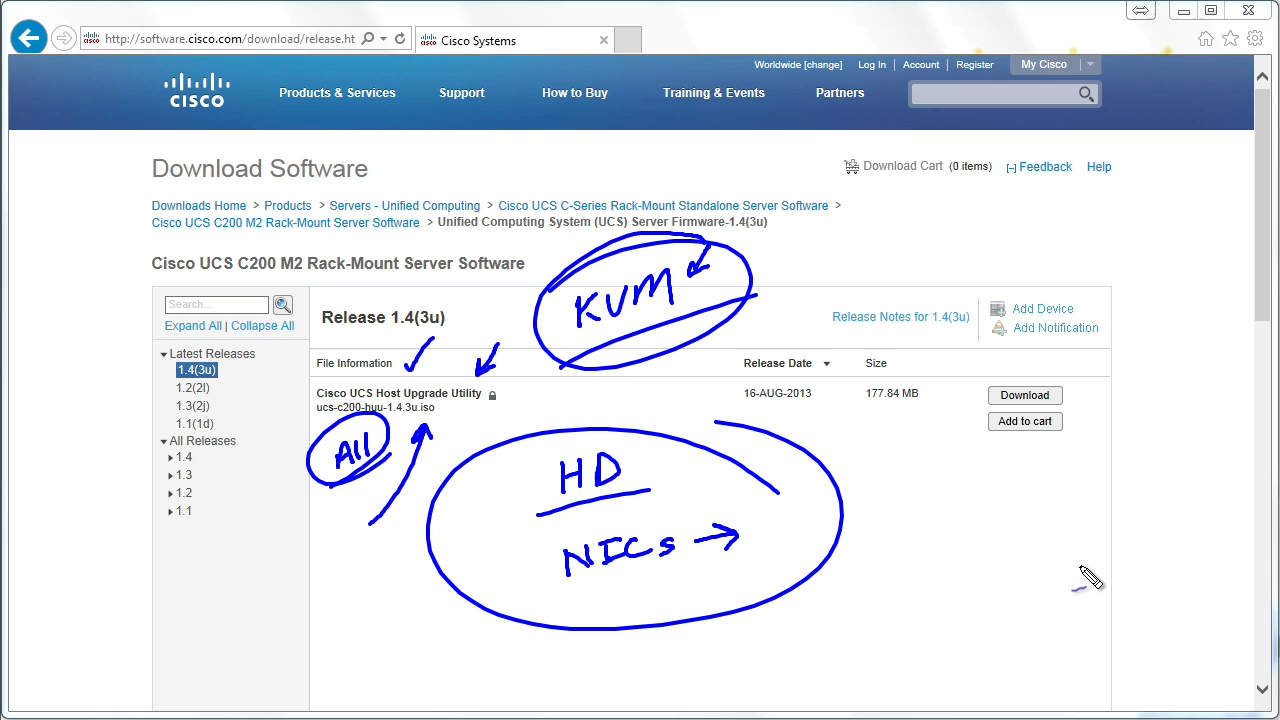 http://software.cisco.com/download/release.ht
Cisco Systems
Worldwide [change] Log In Account Register My Cisco
CISCO
Products & Services Support How to Buy Training & Events Partners
Download Software
Download Cart (0 items) [–] Feedback Help
Downloads Home > Products > Servers - Unified Computing > Cisco UCS C-Series Rack-Mount Standalone Server Software >
Cisco UCS C200 M2 Rack-Mount Server Software > Unified Computing System (UCS) Server Firmware-1.4(3u)
Cisco UCS C200 M2 Rack-Mount Server Software
KVM
Search...
Expand All | Collapse All
Latest Releases
1.4(3u)
1.2(2l)
1.3(2j)
1.1(1d)
All Releases
1.4
1.3
1.2
1.1
Release 1.4(3u)
Release Notes for 1.4(3u)
Add Device
Add Notification
File Information Release Date Size
Cisco UCS Host Upgrade Utility 16-AUG-2013 177.84 MB Download
ucs-c200-huu-1.4.3u.iso
Add to cart
All
HD
NICs